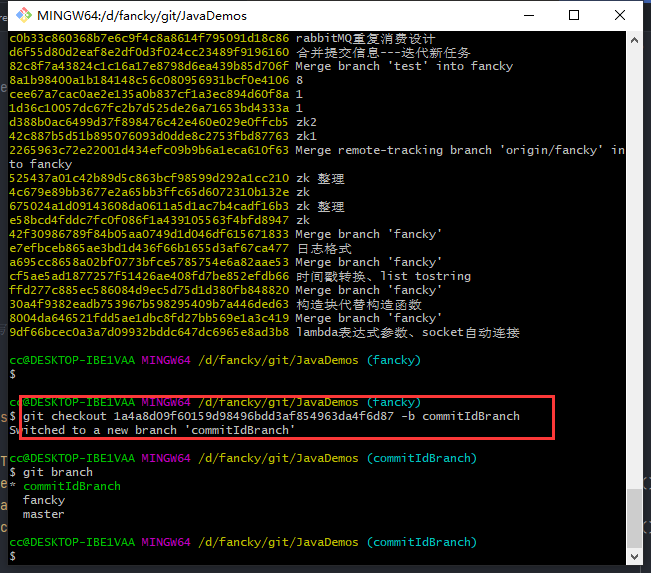 MINGW64:/d/fancky/git/JavaDemos
c0b33c860368b7e6c9f4c8a8614f795091d18c86 rabbitMQ重复消费设计
d6f55d80d2eaf8e2df0d3f024cc23489f9196160 合并提交信息---迭代新任务
82c8f7a43824c1c16a17e8798d6ea439b85d706f Merge branch 'test' into fancky
8a1b98400a1b184148c56c080956931bcf0e4106 8
cee67a7cac0ae2e135a0b837cf1a3ec894d60f8a 1
1d36c10057dc67fc2b7d525de26a71653bd4333a 1
d388b0ac6499d37f898476c42e460e029e0ffcb5 zk2
42c887b5d51b895076093d0dde8c2753fbd87763 zk1
2265963c72e22001d434efc09b9b6a1eca610f63 Merge remote-tracking branch 'origin/fancky' in
to fancky
525437a01c42b89d5c863bcf98599d292a1cc210 zk 整理
4c679e89bb3677e2a65bb3ffc65d6072310b132e zk
675024a1d09143608da0611a5d1ac7b4cadf16b3 zk 整理
e58bcd4fddc7fc0f086f1a439105563f4bfd8947 zk
42f30986789f84b05aa0749d1d046df615671833 Merge branch 'fancky'
e7efbceb865ae3bd1d436f66b1655d3af67ca477 日志格式
a695cc8658a02bf0773bfce5785754e6a82aae53 Merge branch 'fancky'
cf5ae5ad1877257f51426ae408fd7be852efdb66 时间戳转换、list tostring
ffd277c885ec586084d9ec5d75d1d380fb848820 Merge branch 'fancky'
30a4f9382eadb753967b598295409b7a446ded63 构造块代替构造函数
8004da646521fdd5ae1dbc8fd27bb569e1a3c419 Merge branch 'fancky'
9df66bcec0a3a7d09932bddc647dc6965e8ad3b8 lambda表达式参数、socket自动连接
cc@DESKTOP-IBE1VAA MINGW64 /d/fancky/git/JavaDemos (fancky)
$
cc@DESKTOP-IBE1VAA MINGW64 /d/fancky/git/JavaDemos (fancky)
$ git checkout 1a4a8d09f60159d98496bdd3af854963da4f6d87 -b commitIdBranch
Switched to a new branch 'commitIdBranch'
cc@DESKTOP-IBE1VAA MINGW64 /d/fancky/git/JavaDemos (commitIdBranch)
$ git branch
* commitIdBranch
fancky
master
cc@DESKTOP-IBE1VAA MINGW64 /d/fancky/git/JavaDemos (commitIdBranch)
$